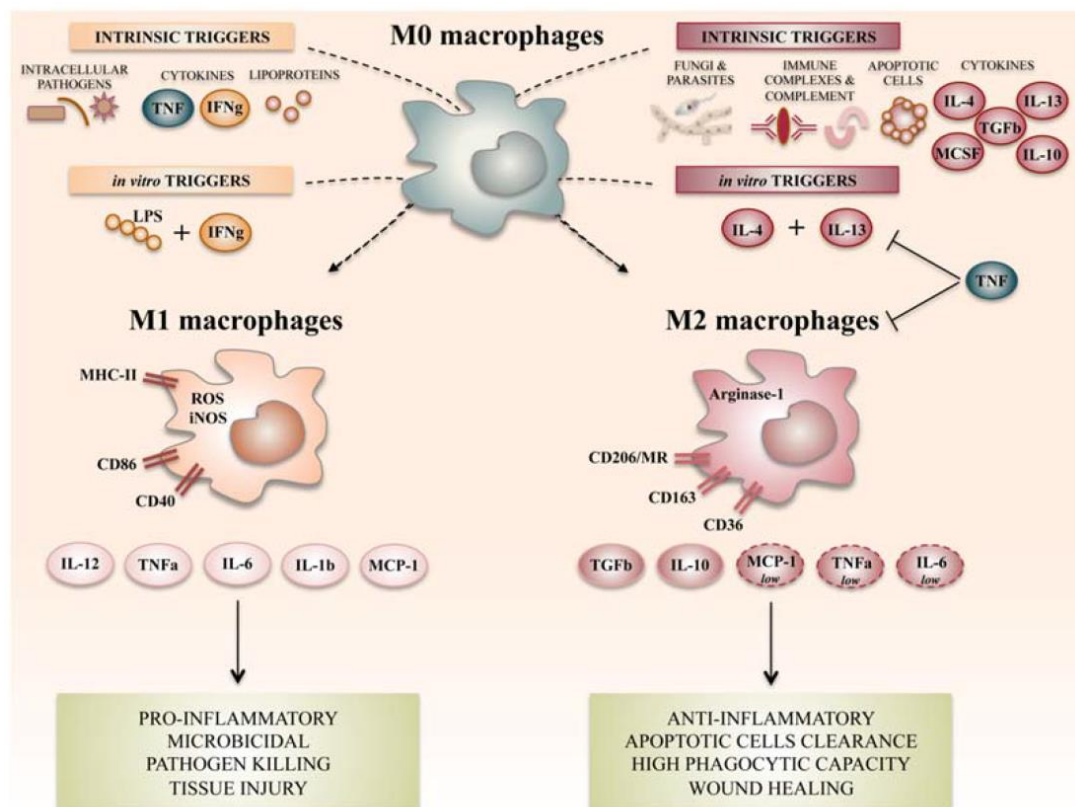 M0 macrophages
INTRINSIC TRIGGERS
INTRACELLULAR
PATHOGENS
CYTOKINES
LIPOPROTEINS
TNF
IFNg
in vitro TRIGGERS
LPS
+
IFNg
INTRINSIC TRIGGERS
FUNGI &
PARASITES
IMMUNE
COMPLEXES &
COMPLEMENT
APOPTOTIC
CELLS
CYTOKINES
IL-4
IL-13
TGFb
MCSF
IL-10
in vitro TRIGGERS
IL-4
+
IL-13
TNF
M1 macrophages
MHC-II
ROS
iNOS
CD86
CD40
IL-12
TNFa
IL-6
IL-1b
MCP-1
PRO-INFLAMMATORY
MICROBICIDAL
PATHOGEN KILLING
TISSUE INJURY
M2 macrophages
Arginase-1
CD206/MR
CD163
CD36
TGFb
IL-10
MCP-1
low
TNFa
low
IL-6
low
ANTI-INFLAMMATORY
APOPTOTIC CELLS CLEARANCE
HIGH PHAGOCYTIC CAPACITY
WOUND HEALING